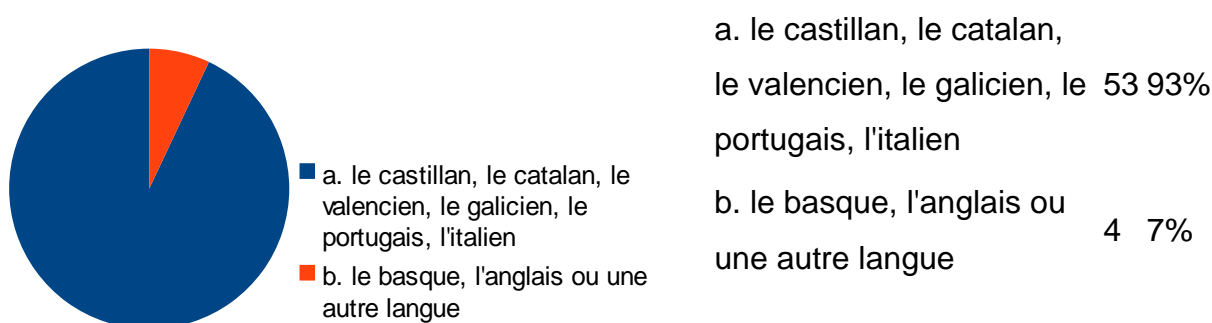 a. le castillan, le catalan, le
valencien, le galicien, le
portugais, l'italien
b. le basque, l'anglais ou une
autre langue
a. le castillan, le catalan,
le valencien, le galicien, le 53 93%
portugais, l'italien
b. le basque, l'anglais ou
une autre langue 4 7%